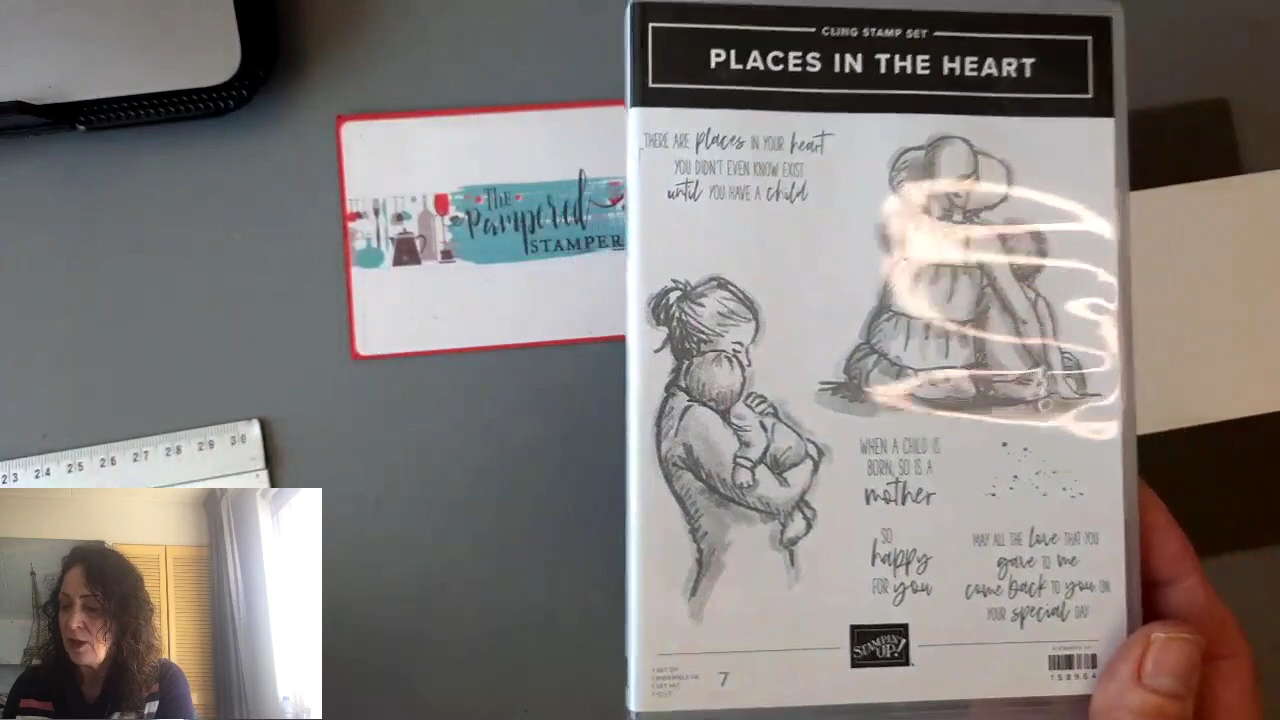 CLING STAMP SET
PLACES IN THE HEART
THERE ARE places IN YOUR heart
YOU DIDN'T EVEN KNOW EXIST
until YOU HAVE A child
THE
Pampered
STAMPER
WHEN A CHILD IS
BORN, SO IS A
mother
SO
happy
FOR you
MAY ALL THE love THAT YOU
gave TO me
come back TO you ON
YOUR special DAY
STAMPIN'
UP!
7
158964
23 24 25 26 27 28 29 30